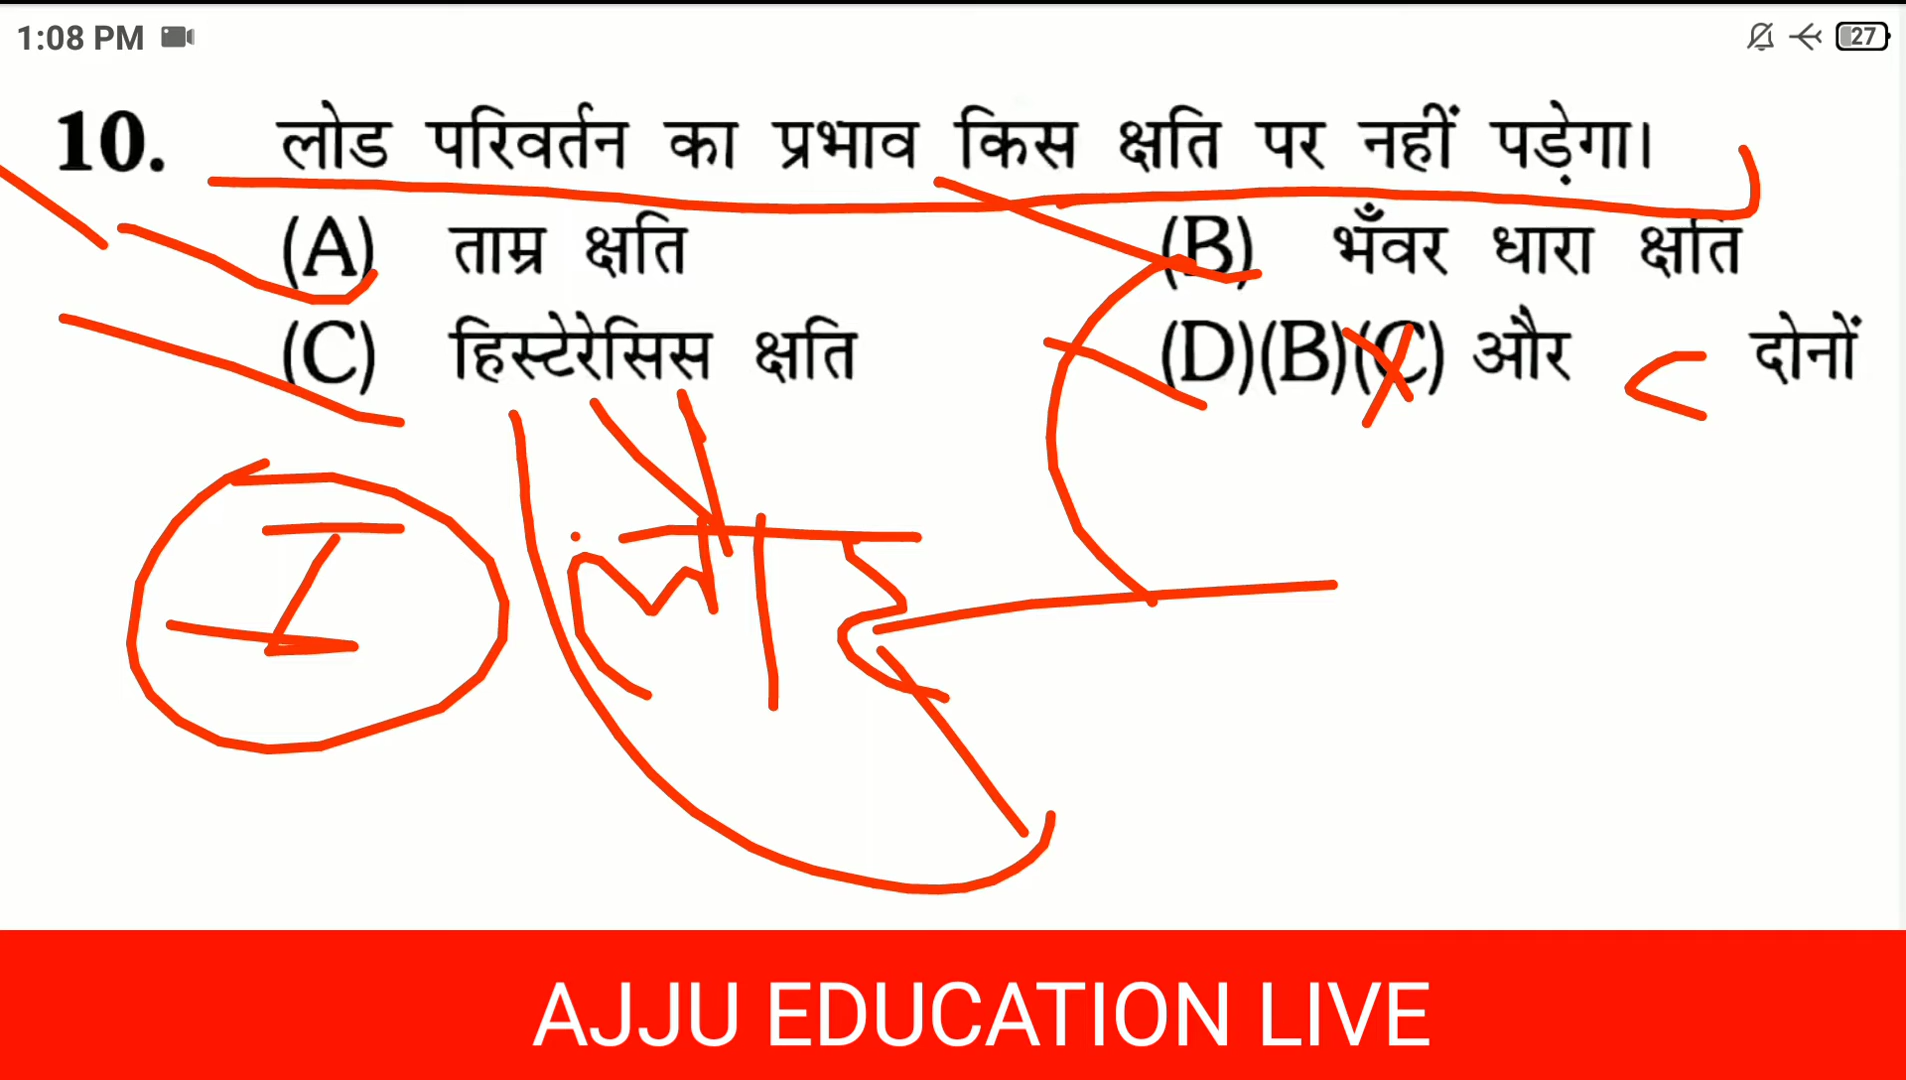 1:08 PM 27
10. लोड परिवर्तन का प्रभाव किस क्षति पर नहीं पड़ेगा।
(A) ताम्र क्षति (B) भँवर धारा क्षति
(C) हिस्टेरेसिस क्षति (D)(B)(C) और C दोनों
I
AJJU EDUCATION LIVE